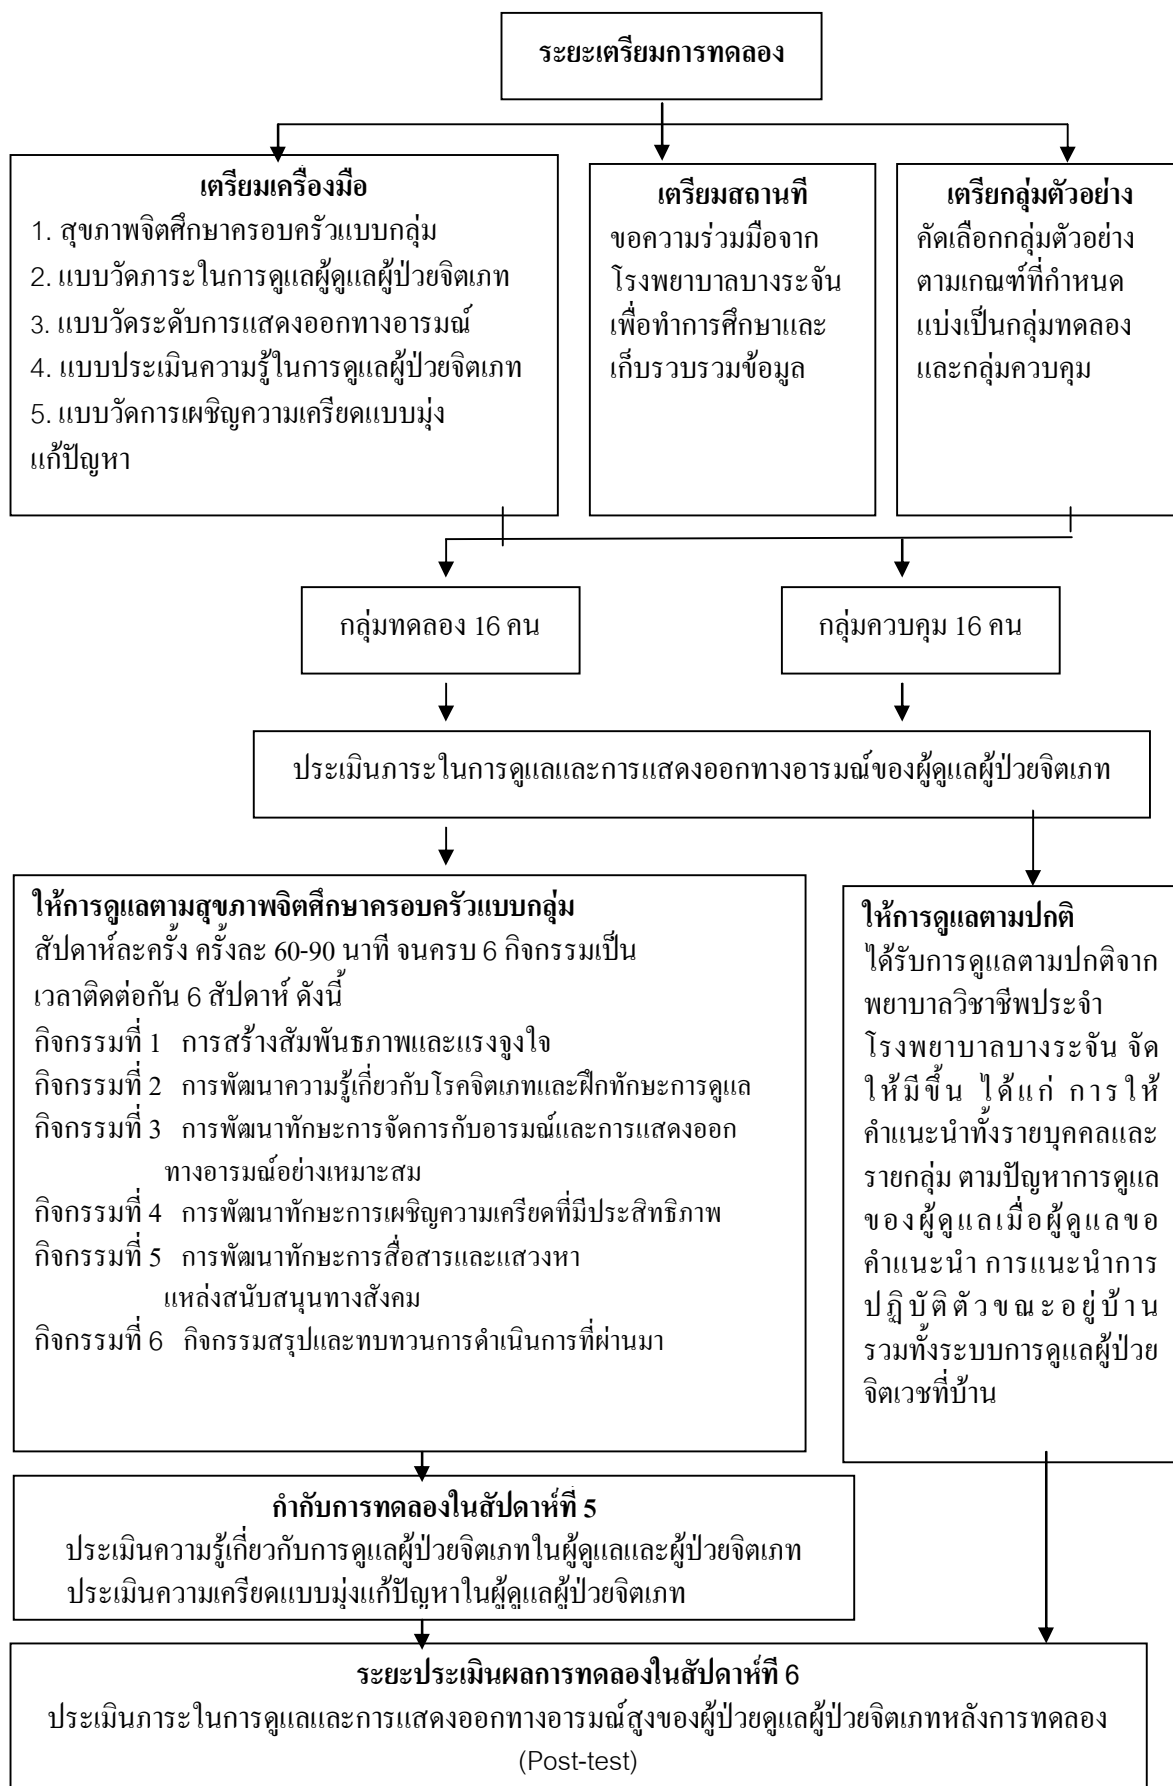 ระยะเตรียมการทดลอง
เตรียมเครื่องมือ
1. สุขภาพจิตศึกษาครอบครัวแบบกลุ่ม
2. แบบวัดภาระในการดูแลผู้ดูแลผู้ป่วยจิตเภท
3. แบบวัดระดับการแสดงออกทางอารมณ์
4. แบบประเมินความรู้ในการดูแลผู้ป่วยจิตเภท
5. แบบวัดการเผชิญความเครียดแบบมุ่ง
แก้ปัญหา
เตรียมสถานที่
ขอความร่วมมือจาก
โรงพยาบาลบางระจัน
เพื่อทำการศึกษาและ
เก็บรวบรวมข้อมูล
เตรียกลุ่มตัวอย่าง
คัดเลือกกลุ่มตัวอย่าง
ตามเกณฑ์ที่กำหนด
แบ่งเป็นกลุ่มทดลอง
และกลุ่มควบคุม
กลุ่มทดลอง 16 คน
กลุ่มควบคุม 16 คน
ประเมินภาระในการดูแลและการแสดงออกทางอารมณ์ของผู้ดูแลผู้ป่วยจิตเภท
ให้การดูแลตามสุขภาพจิตศึกษาครอบครัวแบบกลุ่ม
สัปดาห์ละครั้ง ครั้งละ 60-90 นาที จนครบ 6 กิจกรรมเป็น
เวลาติดต่อกัน 6 สัปดาห์ ดังนี้
กิจกรรมที่ 1 การสร้างสัมพันธภาพและแรงจูงใจ
กิจกรรมที่ 2 การพัฒนาความรู้เกี่ยวกับโรคจิตเภทและฝึกทักษะการดูแล
กิจกรรมที่ 3 การพัฒนาทักษะการจัดการกับอารมณ์และการแสดงออก
ทางอารมณ์อย่างเหมาะสม
กิจกรรมที่ 4 การพัฒนาทักษะการเผชิญความเครียดที่มีประสิทธิภาพ
กิจกรรมที่ 5 การพัฒนาทักษะการสื่อสารและแสวงหา
แหล่งสนับสนุนทางสังคม
กิจกรรมที่ 6 กิจกรรมสรุปและทบทวนการดำเนินการที่ผ่านมา
ให้การดูแลตามปกติ
ได้รับการดูแลตามปกติจาก
พยาบาลวิชาชีพประจำ
โรงพยาบาลบางระจัน จัด
ให้มีขึ้น ได้แก่ การให้
คำแนะนำทั้งรายบุคคลและ
รายกลุ่ม ตามปัญหาการดูแล
ของผู้ดูแลเมื่อผู้ดูแลขอ
คำแนะนำ การแนะนำการ
ปฏิบัติตัวขณะอยู่บ้าน
รวมทั้งระบบการดูแลผู้ป่วย
จิตเวชที่บ้าน
กำกับการทดลองในสัปดาห์ที่ 5
ประเมินความรู้เกี่ยวกับการดูแลผู้ป่วยจิตเภทในผู้ดูแลและผู้ป่วยจิตเภท
ประเมินความเครียดแบบมุ่งแก้ปัญหาในผู้ดูแลผู้ป่วยจิตเภท
ระยะประเมินผลการทดลองในสัปดาห์ที่ 6
ประเมินภาระในการดูแลและการแสดงออกทางอารมณ์สูงของผู้ป่วยดูแลผู้ป่วยจิตเภทหลังการทดลอง
(Post-test)